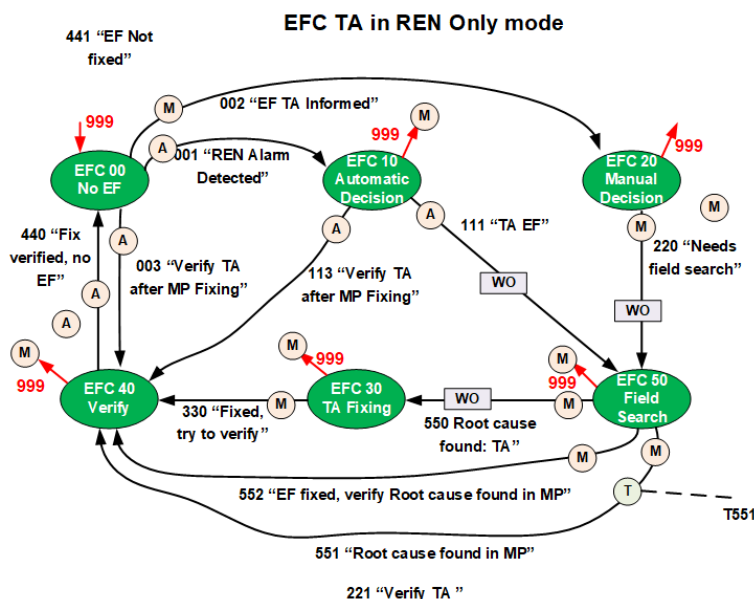 EFC TA in REN Only mode
441 “EF Not
fixed”
M
002 “EF TA Informed”
999
A
001 “REN Alarm
Detected”
999
M
999
EFC 00
No EF
EFC 10
Automatic
Decision
EFC 20
Manual
Decision
M
A
A
A
M
111 “TA EF”
440 “Fix
verified, no
EF”
003 “Verify TA
after MP Fixing”
113 “Verify TA
after MP Fixing”
220 “Needs
field search”
WO
WO
A
A
M
999
M
999
M
999
EFC 40
Verify
EFC 30
TA Fixing
EFC 50
Field
Search
M
WO
M
330 “Fixed,
try to verify”
550 Root cause
found: TA”
M
M
552 “EF fixed, verify Root cause found in MP”
T
T551
551 “Root cause found in MP”
221 “Verify TA ”